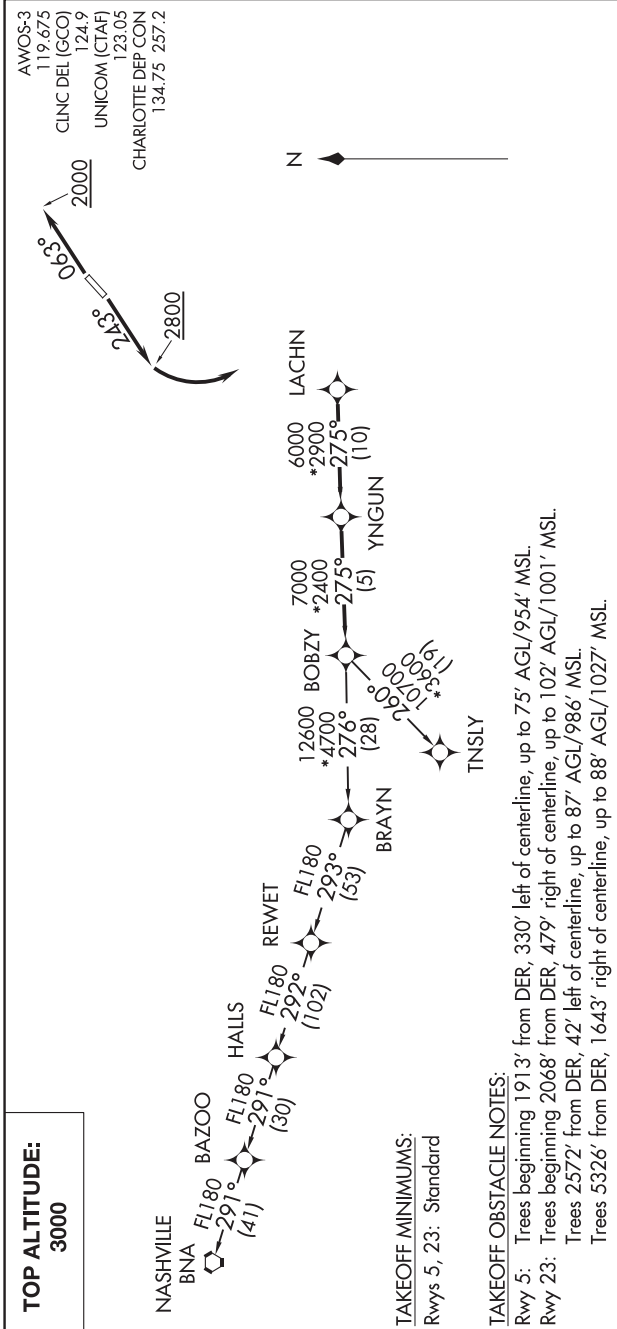 TOP ALTITUDE:
3000
AWOS-3
119.675
CLNC DEL (GCO)
124.9
UNICOM (CTAF)
123.05
CHARLOTTE DEP CON
134.75 257.2
063°
2000
243°
2800
N
NASHVILLE
BNA
FL180
291°
(41)
BAZOO
FL180
291°
(30)
HALLS
FL180
292°
(102)
REWET
FL180
293°
(53)
BRAYN
12600
*4700
276°
(28)
BOBZY
7000
*2400
275°
(5)
YNGUN
6000
*2900
275°
(10)
LACHN
260°
10700
*3600
(19)
TNSLY
TAKEOFF MINIMUMS:
Rwys 5, 23: Standard
TAKEOFF OBSTACLE NOTES:
Rwy 5: Trees beginning 1913' from DER, 330' left of centerline, up to 75' AGL/954' MSL.
Rwy 23: Trees beginning 2068' from DER, 479' right of centerline, up to 102' AGL/1001' MSL.
Trees 2572' from DER, 42' left of centerline, up to 87' AGL/986' MSL.
Trees 5326' from DER, 1643' right of centerline, up to 88' AGL/1027' MSL.